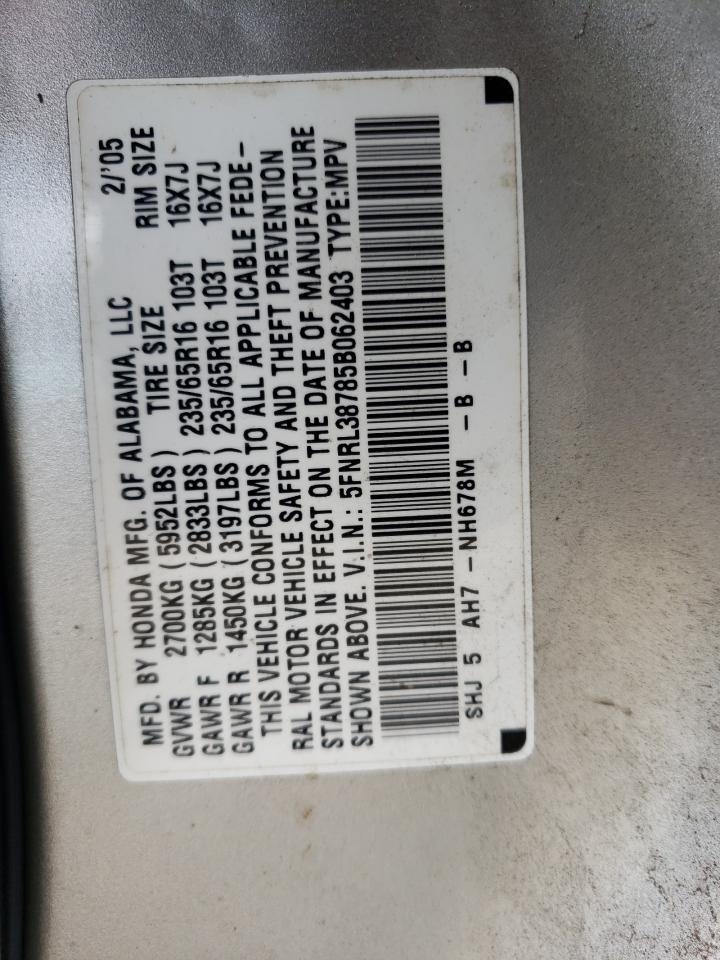 MFD. BY HONDA MFG. OF ALABAMA, LLC 2/'05
GVWR 2700KG (5952LBS) TIRE SIZE RIM SIZE
GAWR F 1285KG (2833LBS) 235/65R16 103T 16X7J
GAWR R 1450KG (3197LBS) 235/65R16 103T 16X7J
THIS VEHICLE CONFORMS TO ALL APPLICABLE FEDE-
RAL MOTOR VEHICLE SAFETY AND THEFT PREVENTION
STANDARDS IN EFFECT ON THE DATE OF MANUFACTURE
SHOWN ABOVE. V.I.N.: 5FNRL38785B062403 TYPE:MPV
SHJ 5 AH7 - NH678M - B - B